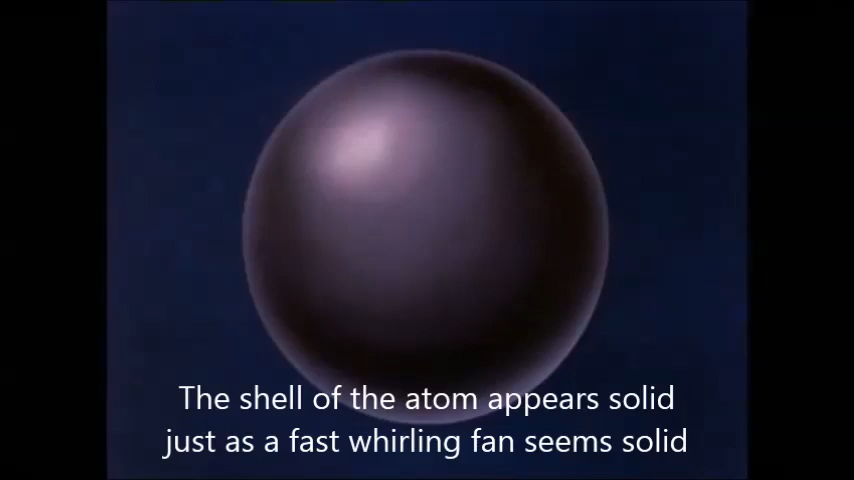 The shell of the atom appears solid
just as a fast whirling fan seems solid